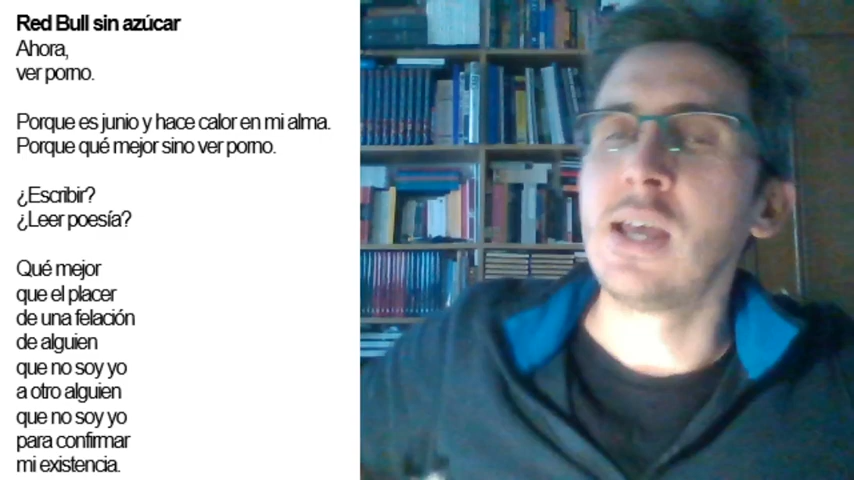 Red Bull sin azúcar
Ahora,
ver porno.
Porque es junio y hace calor en mi alma.
Porque qué mejor sino ver porno.
¿Escribir?
¿Leer poesía?
Qué mejor
que el placer
de una felación
de alguien
que no soy yo
a otro alguien
que no soy yo
para confirmar
mi existencia.